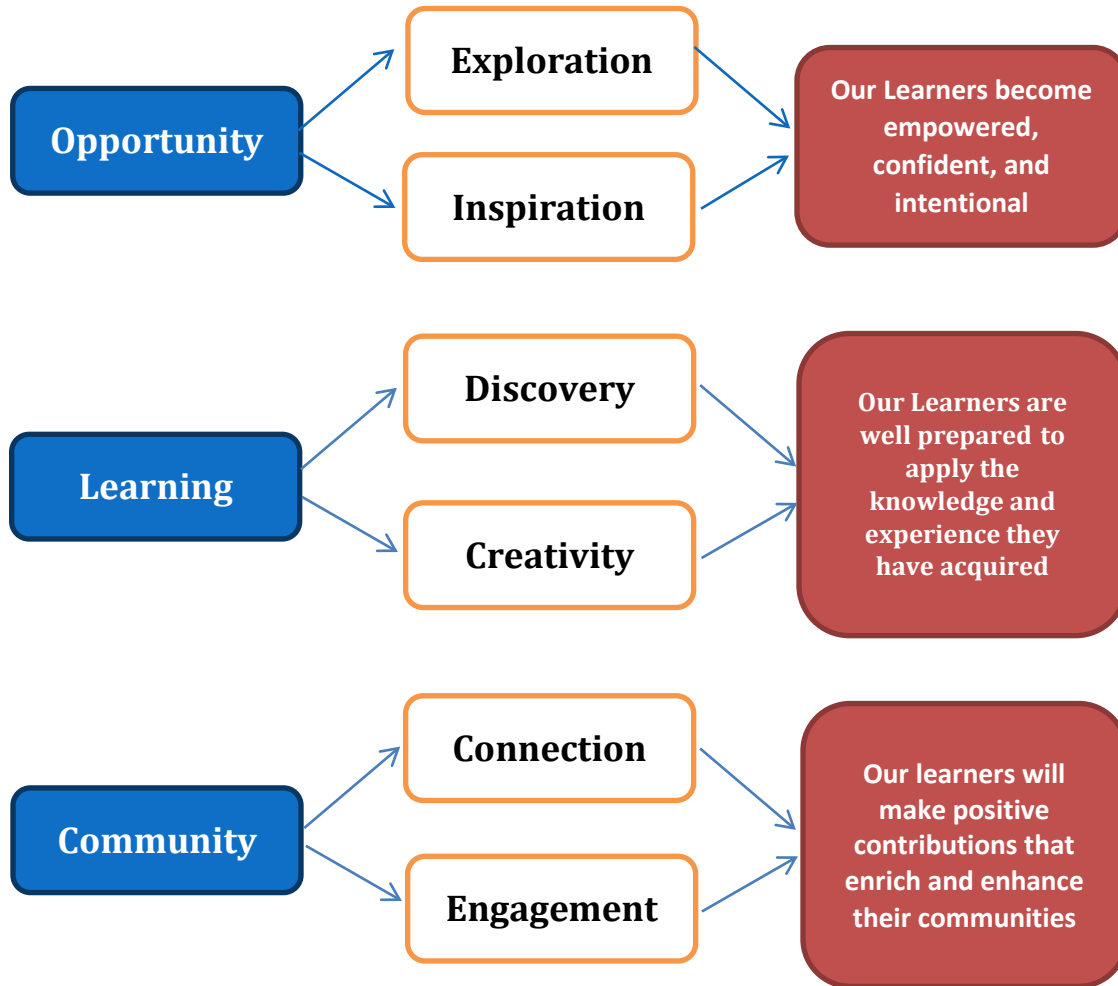 Opportunity
Exploration
Inspiration
Our Learners become
empowered,
confident, and
intentional
Learning
Discovery
Creativity
Our Learners are
well prepared to
apply the
knowledge and
experience they
have acquired
Community
Connection
Engagement
Our learners will
make positive
contributions that
enrich and enhance
their communities